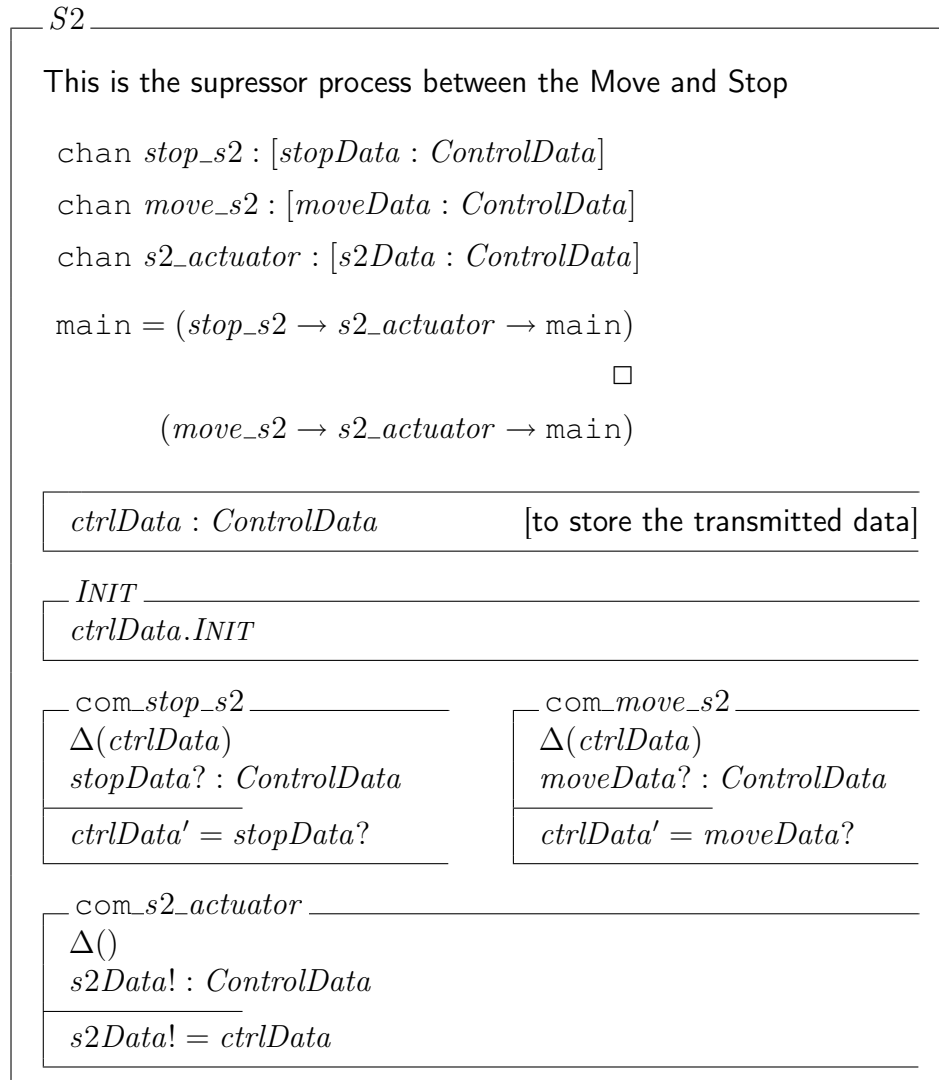 S2
This is the supressor process between the Move and Stop
chan stop_s2 : [stopData : ControlData]
chan move_s2 : [moveData : ControlData]
chan s2_actuator : [s2Data : ControlData]
main = (stop_s2 → s2_actuator → main)
□
(move_s2 → s2_actuator → main)
ctrlData : ControlData [to store the transmitted data]
INIT
ctrlData.INIT
com_stop_s2
Δ(ctrlData)
stopData? : ControlData
ctrlData′ = stopData?
com_move_s2
Δ(ctrlData)
moveData? : ControlData
ctrlData′ = moveData?
com_s2_actuator
Δ()
s2Data! : ControlData
s2Data! = ctrlData